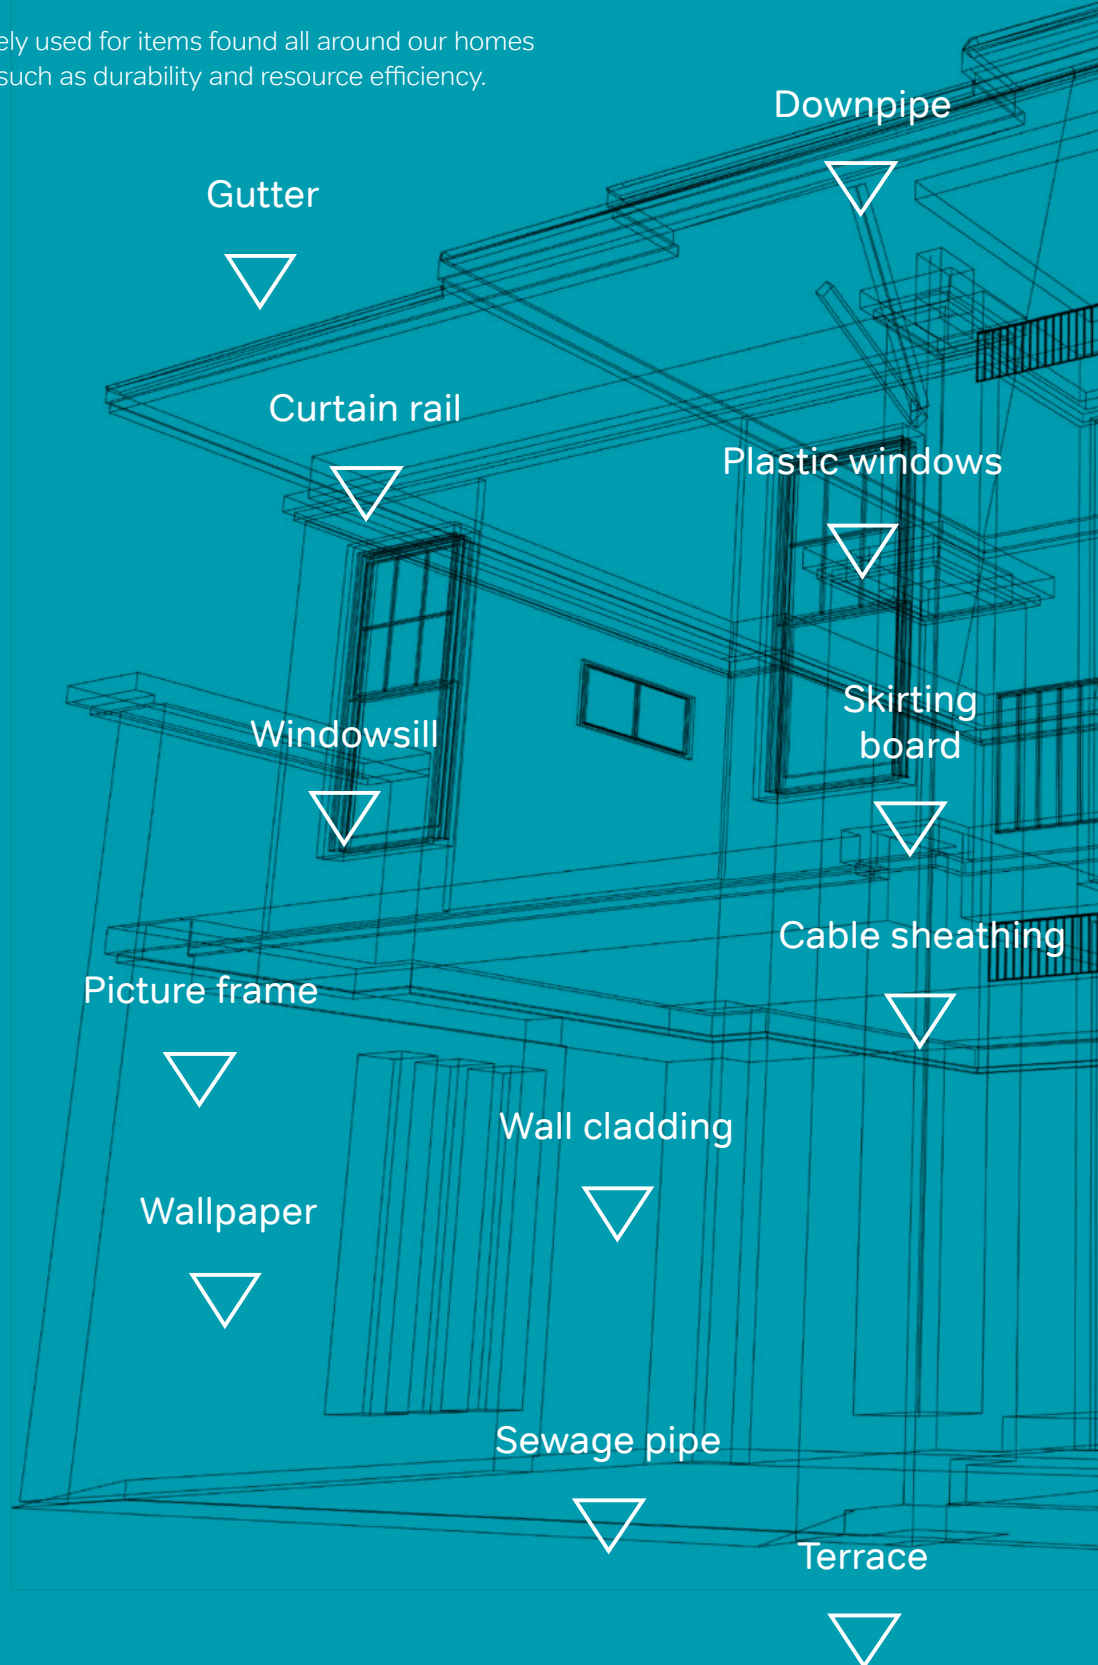 ely used for items found all around our homes
such as durability and resource efficiency.
Downpipe
Gutter
Curtain rail
Plastic windows
Skirting
board
Windowsill
Cable sheathing
Picture frame
Wall cladding
Wallpaper
Sewage pipe
Terrace